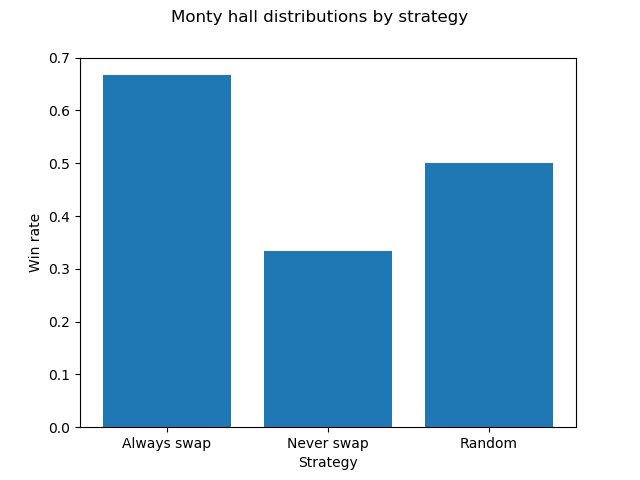 Monty hall distributions by strategy
0.7
0.6
0.5
0.4
0.3
0.2
0.1
0.0
Win rate
Always swap Never swap Random
Strategy